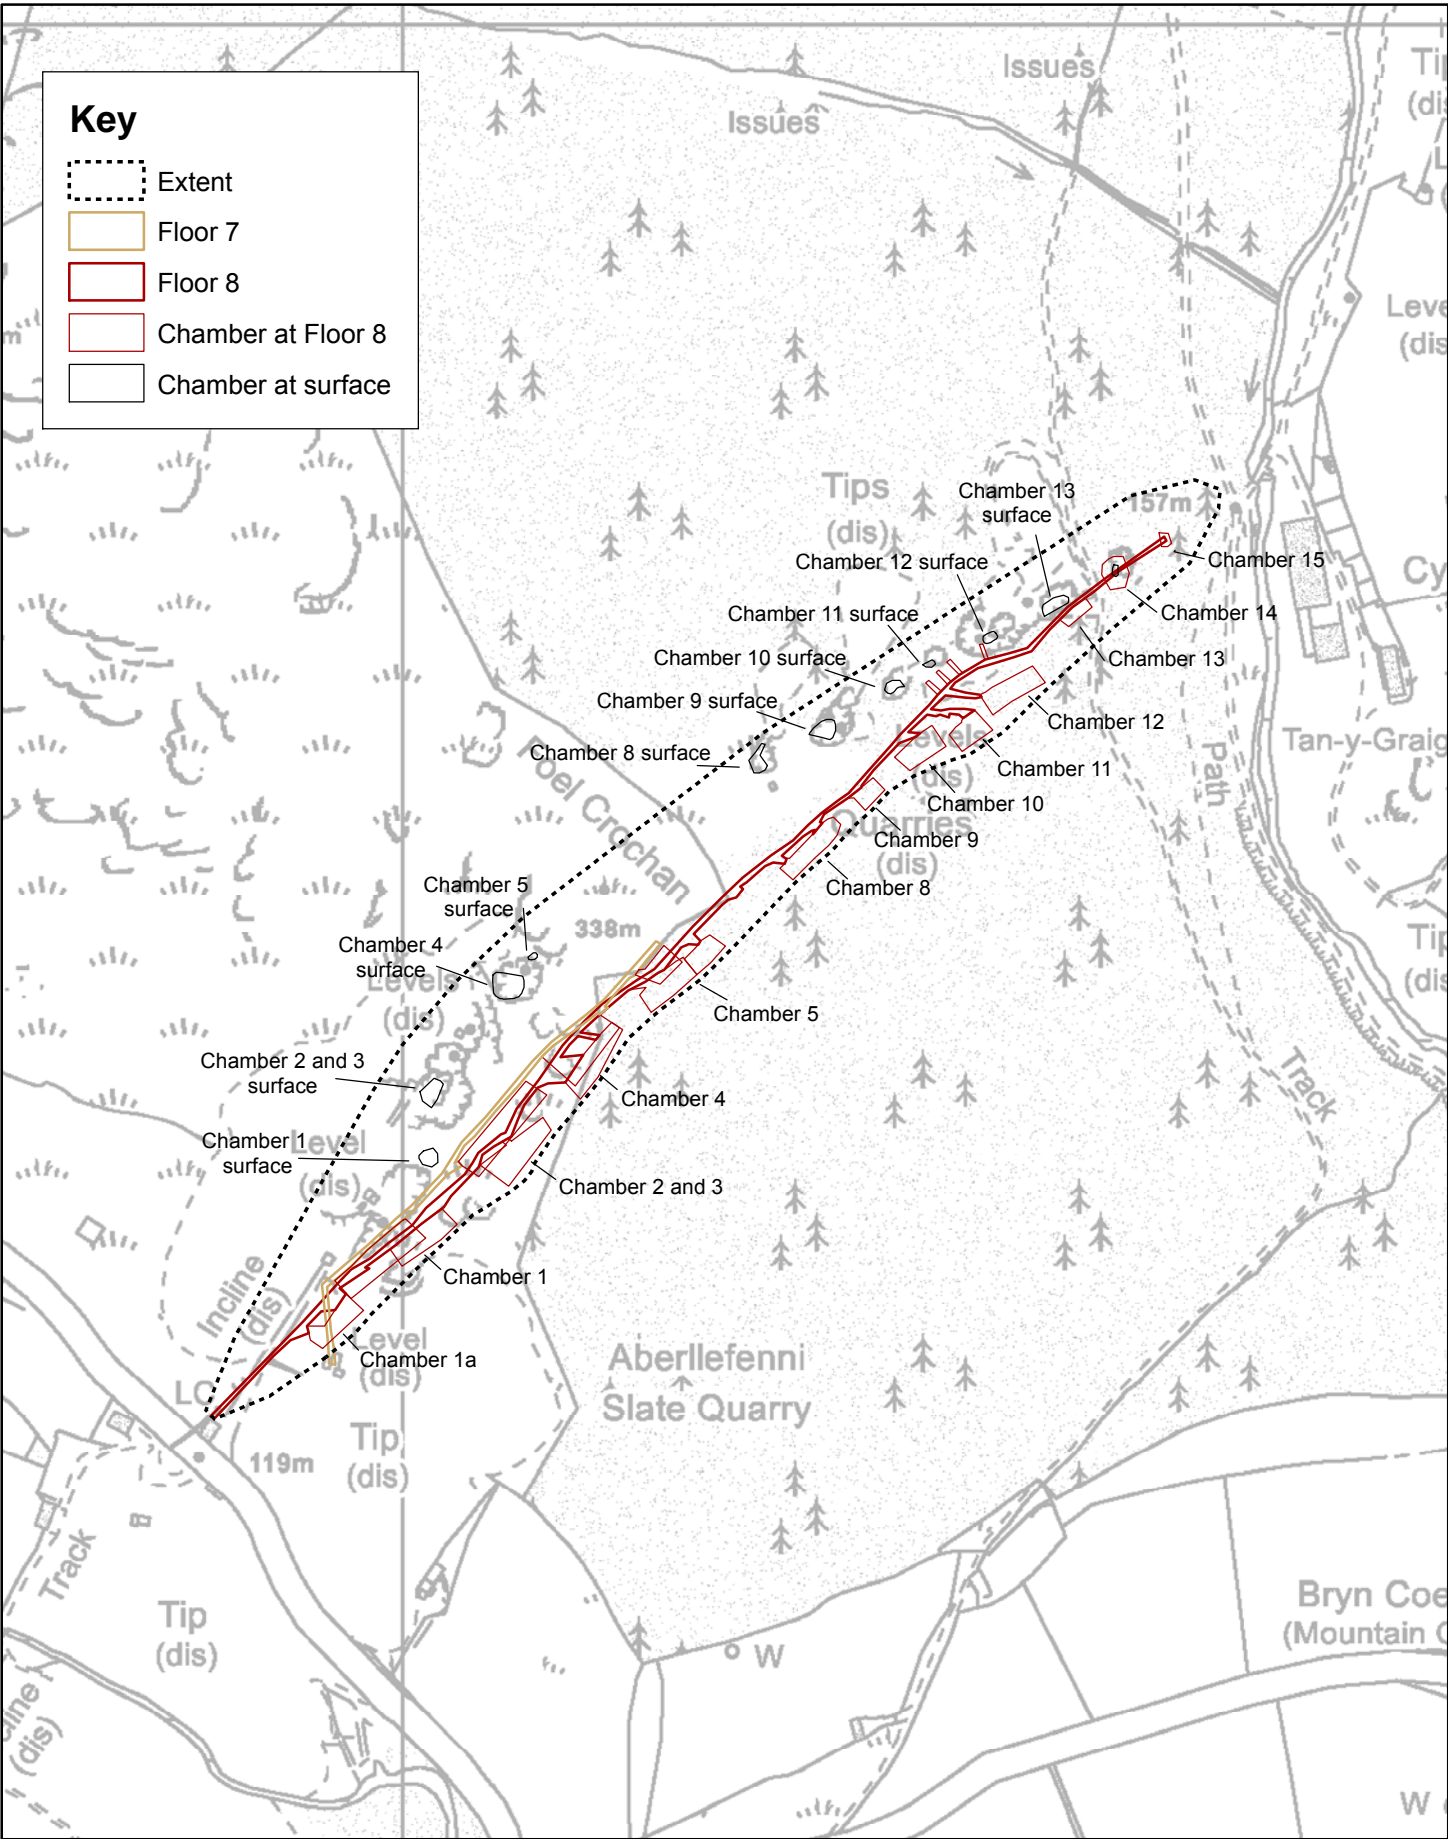 Key
Extent
Floor 7
Floor 8
Chamber at Floor 8
Chamber at surface
Issues
Issues
Tips
(dis)
Chamber 13
surface
157m
Chamber 12 surface
Chamber 15
Chamber 11 surface
Chamber 14
Chamber 10 surface
Chamber 13
Chamber 9 surface
Chamber 12
Chamber 8 surface
Levels
(dis)
Chamber 11
Chamber 10
Quarries
(dis)
Chamber 9
Chamber 8
Foel Crochan
Path
Tan-y-Graig
Chamber 5
surface
338m
Chamber 4
surface
Levels
(dis)
Chamber 5
Chamber 2 and 3
surface
Chamber 4
Track
Chamber 1
surface
Level
(dis)
Chamber 2 and 3
Chamber 1
Incline
(dis)
Level
(dis)
Chamber 1a
Aberllefenni
Slate Quarry
LC
119m
Tip
(dis)
Track
Tip
(dis)
W
Bryn Coe
(Mountain
W
(dis)